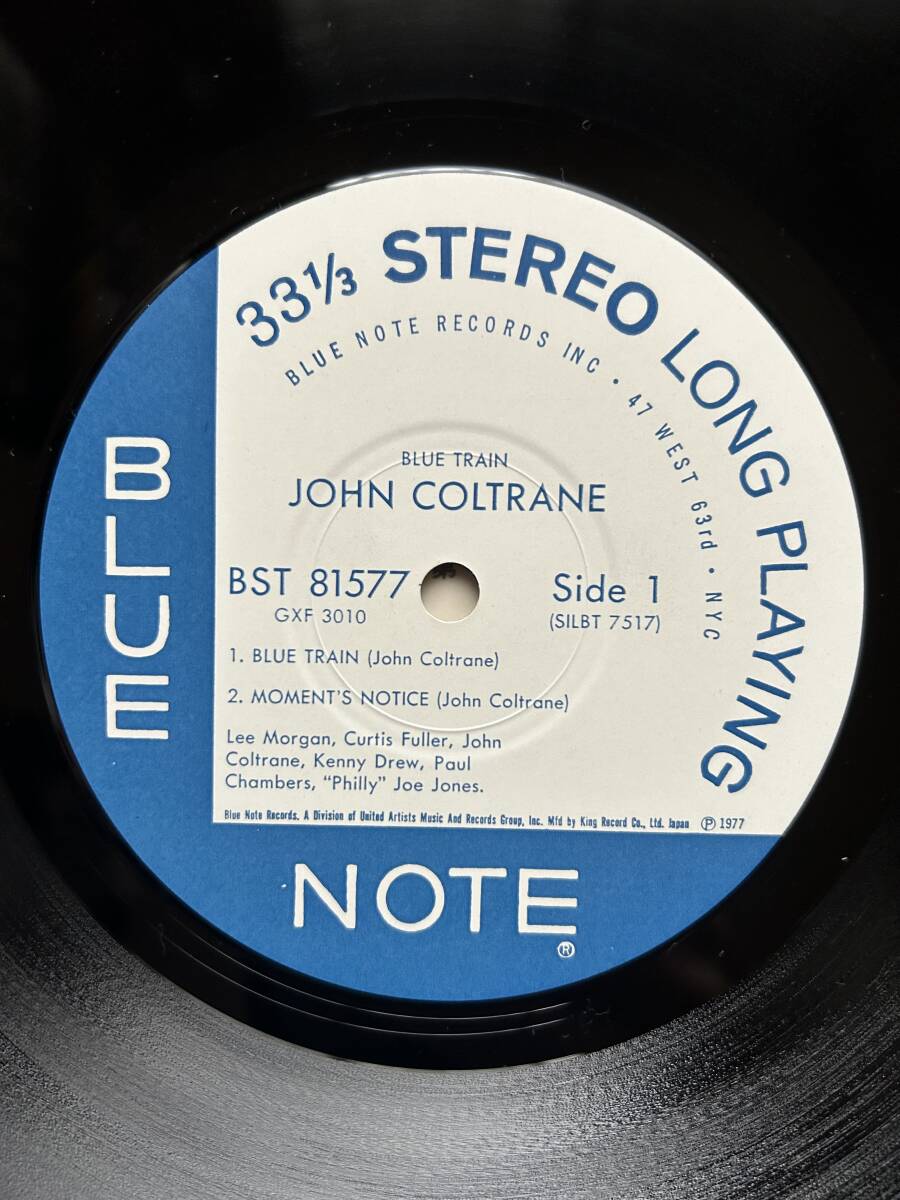 33⅓ STEREO LONG PLAYING
BLUE NOTE RECORDS INC • 47 WEST 63rd • NYC
BLUE TRAIN
JOHN COLTRANE
BST 81577
Side 1
GXF 3010
(SILBT 7517)
1. BLUE TRAIN (John Coltrane)
2. MOMENT'S NOTICE (John Coltrane)
Lee Morgan, Curtis Fuller, John
Coltrane, Kenny Drew, Paul
Chambers, "Philly" Joe Jones.
Blue Note Records. A Division of United Artists Music And Records Group, Inc. Mfd by King Record Co., Ltd. Japan ℗ 1977
BLUE
NOTE
®